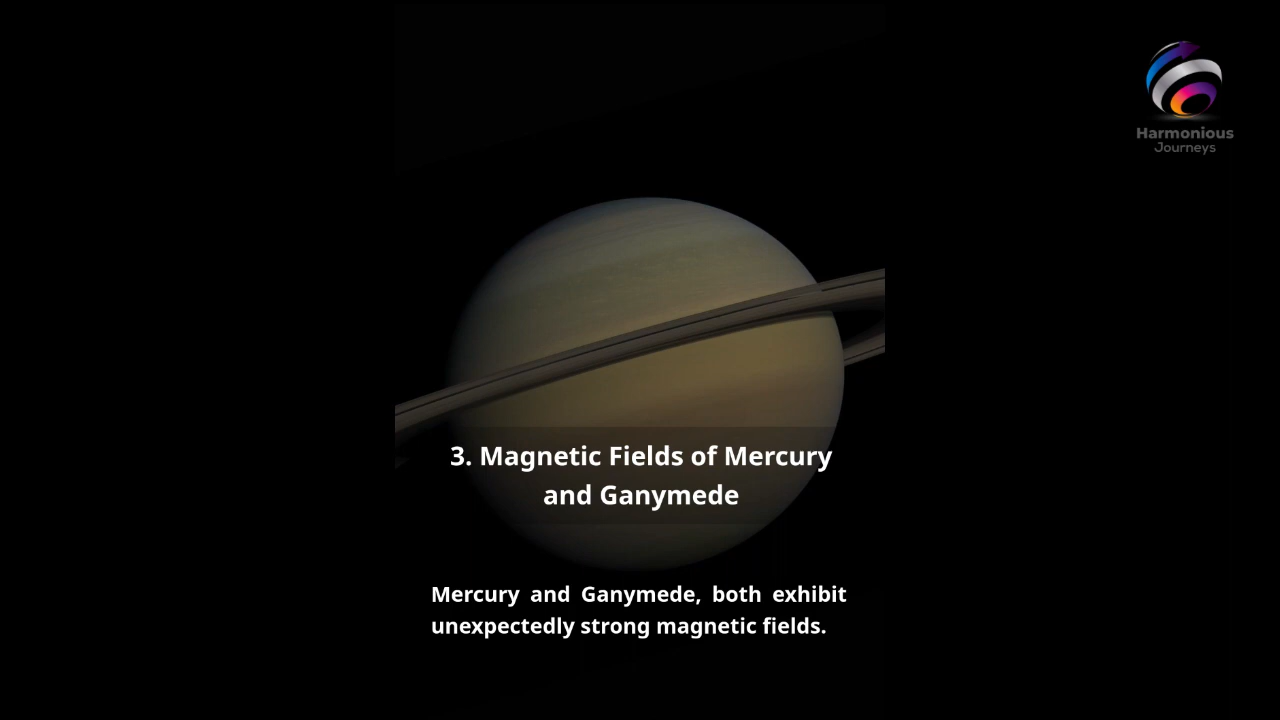 Harmonious
Journeys
3. Magnetic Fields of Mercury
and Ganymede
Mercury and Ganymede, both exhibit
unexpectedly strong magnetic fields.